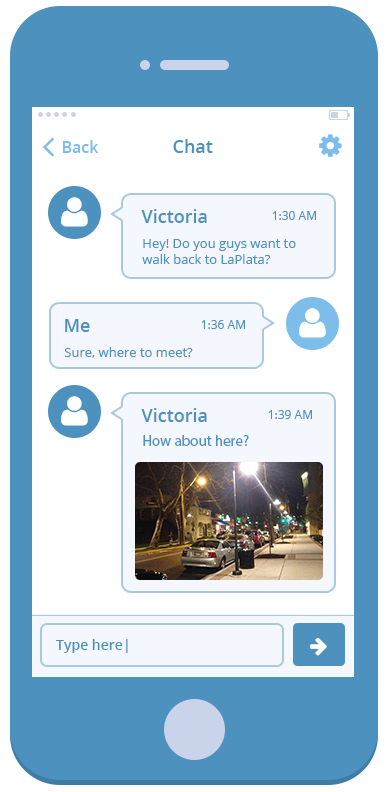 Back
Chat
Victoria 1:30 AM
Hey! Do you guys want to
walk back to LaPlata?
Me 1:36 AM
Sure, where to meet?
Victoria 1:39 AM
How about here?
Type here|